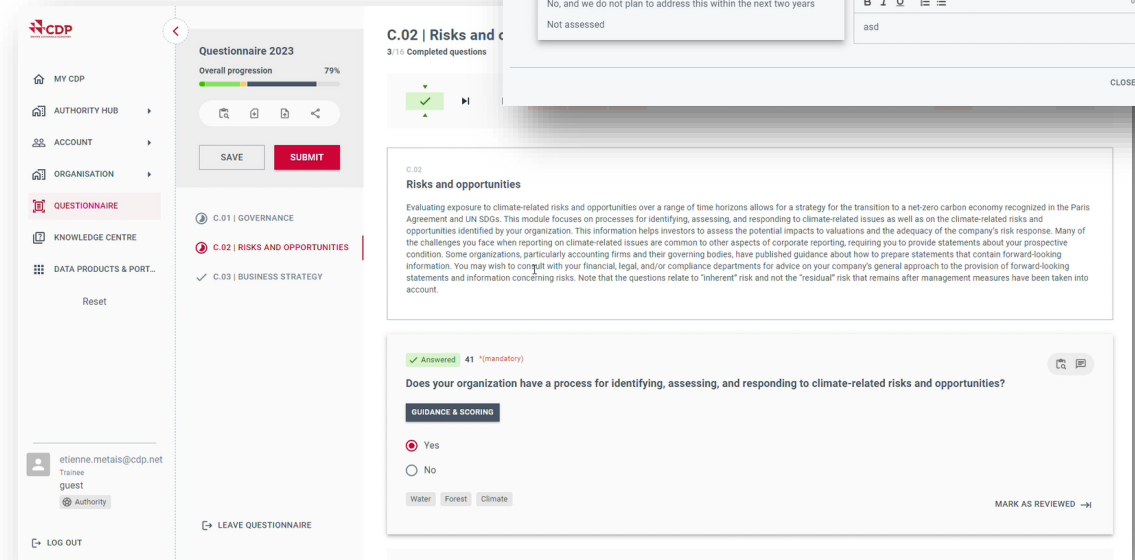 CDP
MY CDP
AUTHORITY HUB
ACCOUNT
ORGANISATION
QUESTIONNAIRE
KNOWLEDGE CENTRE
DATA PRODUCTS & PORT...
Reset
etienne.metais@cdp.net
Trainee
guest
Authority
LOG OUT
Questionnaire 2023
Overall progression 79%
SAVE SUBMIT
C.01 | GOVERNANCE
C.02 | RISKS AND OPPORTUNITIES
C.03 | BUSINESS STRATEGY
LEAVE QUESTIONNAIRE
C.02 | Risks and
3/16 Completed questions
No, and we do not plan to address this within the next two years
Not assessed
B I U
asd
CLOSE
C.02
Risks and opportunities
Evaluating exposure to climate-related risks and opportunities over a range of time horizons allows for a strategy for the transition to a net-zero carbon economy recognized in the Paris
Agreement and UN SDGs. This module focuses on processes for identifying, assessing, and responding to climate-related issues as well as on the climate-related risks and
opportunities identified by your organization. This information helps investors to assess the potential impacts to valuations and the adequacy of the company's risk response. Many of
the challenges you face when reporting on climate-related issues are common to other aspects of corporate reporting, requiring you to provide statements about your prospective
condition. Some organizations, particularly accounting firms and their governing bodies, have published guidance about how to prepare statements that contain forward-looking
information. You may wish to consult with your financial, legal, and/or compliance departments for advice on your company's general approach to the provision of forward-looking
statements and information concerning risks. Note that the questions relate to "inherent" risk and not the "residual" risk that remains after management measures have been taken into
account.
Answered 41 *(mandatory)
Does your organization have a process for identifying, assessing, and responding to climate-related risks and opportunities?
GUIDANCE & SCORING
Yes
No
Water Forest Climate
MARK AS REVIEWED